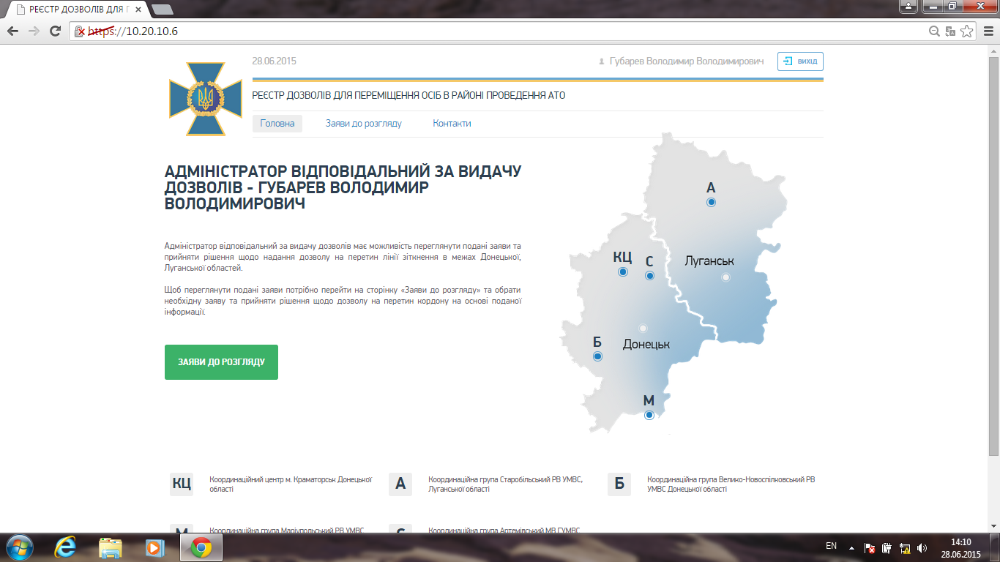 РЕЄСТР ДОЗВОЛІВ ДЛЯ П
https://10.20.10.6
28.06.2015
Губарев Володимир Володимирович
ВИХІД
РЕЄСТР ДОЗВОЛІВ ДЛЯ ПЕРЕМІЩЕННЯ ОСІБ В РАЙОНІ ПРОВЕДЕННЯ АТО
Головна
Заяви до розгляду
Контакти
АДМІНІСТРАТОР ВІДПОВІДАЛЬНИЙ ЗА ВИДАЧУ
ДОЗВОЛІВ - ГУБАРЕВ ВОЛОДИМИР
ВОЛОДИМИРОВИЧ
Адміністратор відповідальний за видачу дозволів має можливість переглянути подані заяви та
прийняти рішення щодо надання дозволу на перетин лінії зіткнення в межах Донецької,
Луганської областей.
Щоб переглянути подані заяви потрібно перейти на сторінку «Заяви до розгляду» та обрати
необхідну заяву та прийняти рішення щодо дозволу на перетин кордону на основі поданої
інформації.
ЗАЯВИ ДО РОЗГЛЯДУ
А
КЦ
С
Луганськ
Б
Донецьк
М
КЦ
Координаційний центр м. Краматорськ Донецької
області
А
Координаційна група Старобільський РВ УМВС,
Луганської області
Б
Координаційна група Велико-Новоспілковський РВ
УМВС Донецької області
М
Координаційна група Маріупольський РВ УМВС
С
Координаційна група Артемівський МВ ГУМВС
EN
14:10
28.06.2015